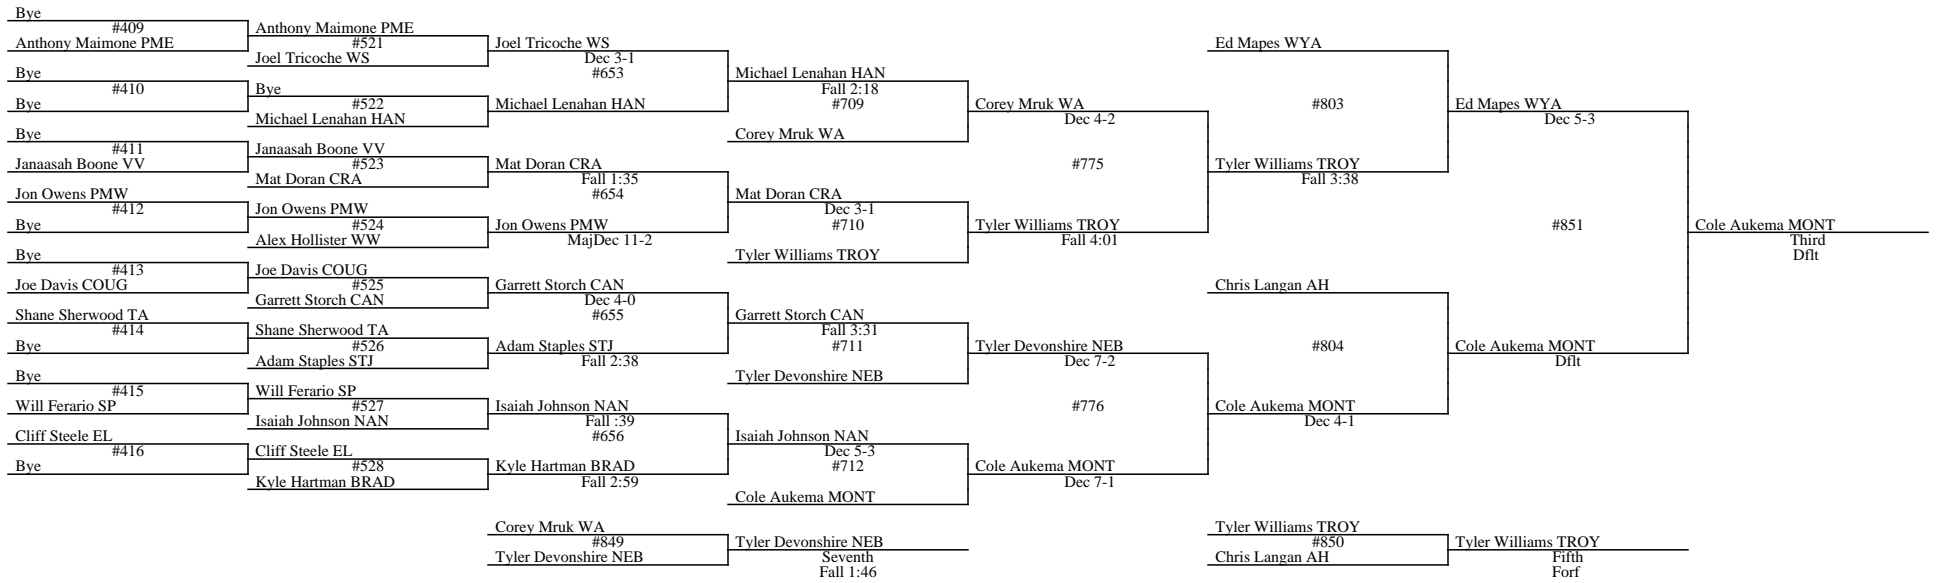 Bye
#409
Anthony Maimone PME
Bye
#410
Bye
Bye
#411
Janaasah Boone VV
Jon Owens PMW
#412
Bye
Bye
#413
Joe Davis COUG
Shane Sherwood TA
#414
Bye
Bye
#415
Will Ferario SP
Cliff Steele EL
#416
Bye
Anthony Maimone PME
#521
Joel Tricoche WS
Bye
#522
Michael Lenahan HAN
Janaasah Boone VV
#523
Mat Doran CRA
Jon Owens PMW
#524
Alex Hollister WW
Joe Davis COUG
#525
Garrett Storch CAN
Shane Sherwood TA
#526
Adam Staples STJ
Will Ferario SP
#527
Isaiah Johnson NAN
Cliff Steele EL
#528
Kyle Hartman BRAD
Joel Tricoche WS
Dec 3-1
#653
Michael Lenahan HAN
Mat Doran CRA
Fall 1:35
#654
Jon Owens PMW
MajDec 11-2
Garrett Storch CAN
Dec 4-0
#655
Adam Staples STJ
Fall 2:38
Isaiah Johnson NAN
Fall :39
#656
Kyle Hartman BRAD
Fall 2:59
Michael Lenahan HAN
Fall 2:18
#709
Corey Mruk WA
Mat Doran CRA
Dec 3-1
#710
Tyler Williams TROY
Garrett Storch CAN
Fall 3:31
#711
Tyler Devonshire NEB
Isaiah Johnson NAN
Dec 5-3
#712
Cole Aukema MONT
Corey Mruk WA
Dec 4-2
#775
Tyler Williams TROY
Fall 4:01
Tyler Devonshire NEB
Dec 7-2
#776
Cole Aukema MONT
Dec 7-1
Ed Mapes WYA
#803
Tyler Williams TROY
Fall 3:38
Chris Langan AH
#804
Cole Aukema MONT
Dec 4-1
Ed Mapes WYA
Dec 5-3
#851
Cole Aukema MONT
Dflt
Cole Aukema MONT
Third
Dflt
Corey Mruk WA
#849
Tyler Devonshire NEB
Tyler Devonshire NEB
Seventh
Fall 1:46
Tyler Williams TROY
#850
Chris Langan AH
Tyler Williams TROY
Fifth
Forf